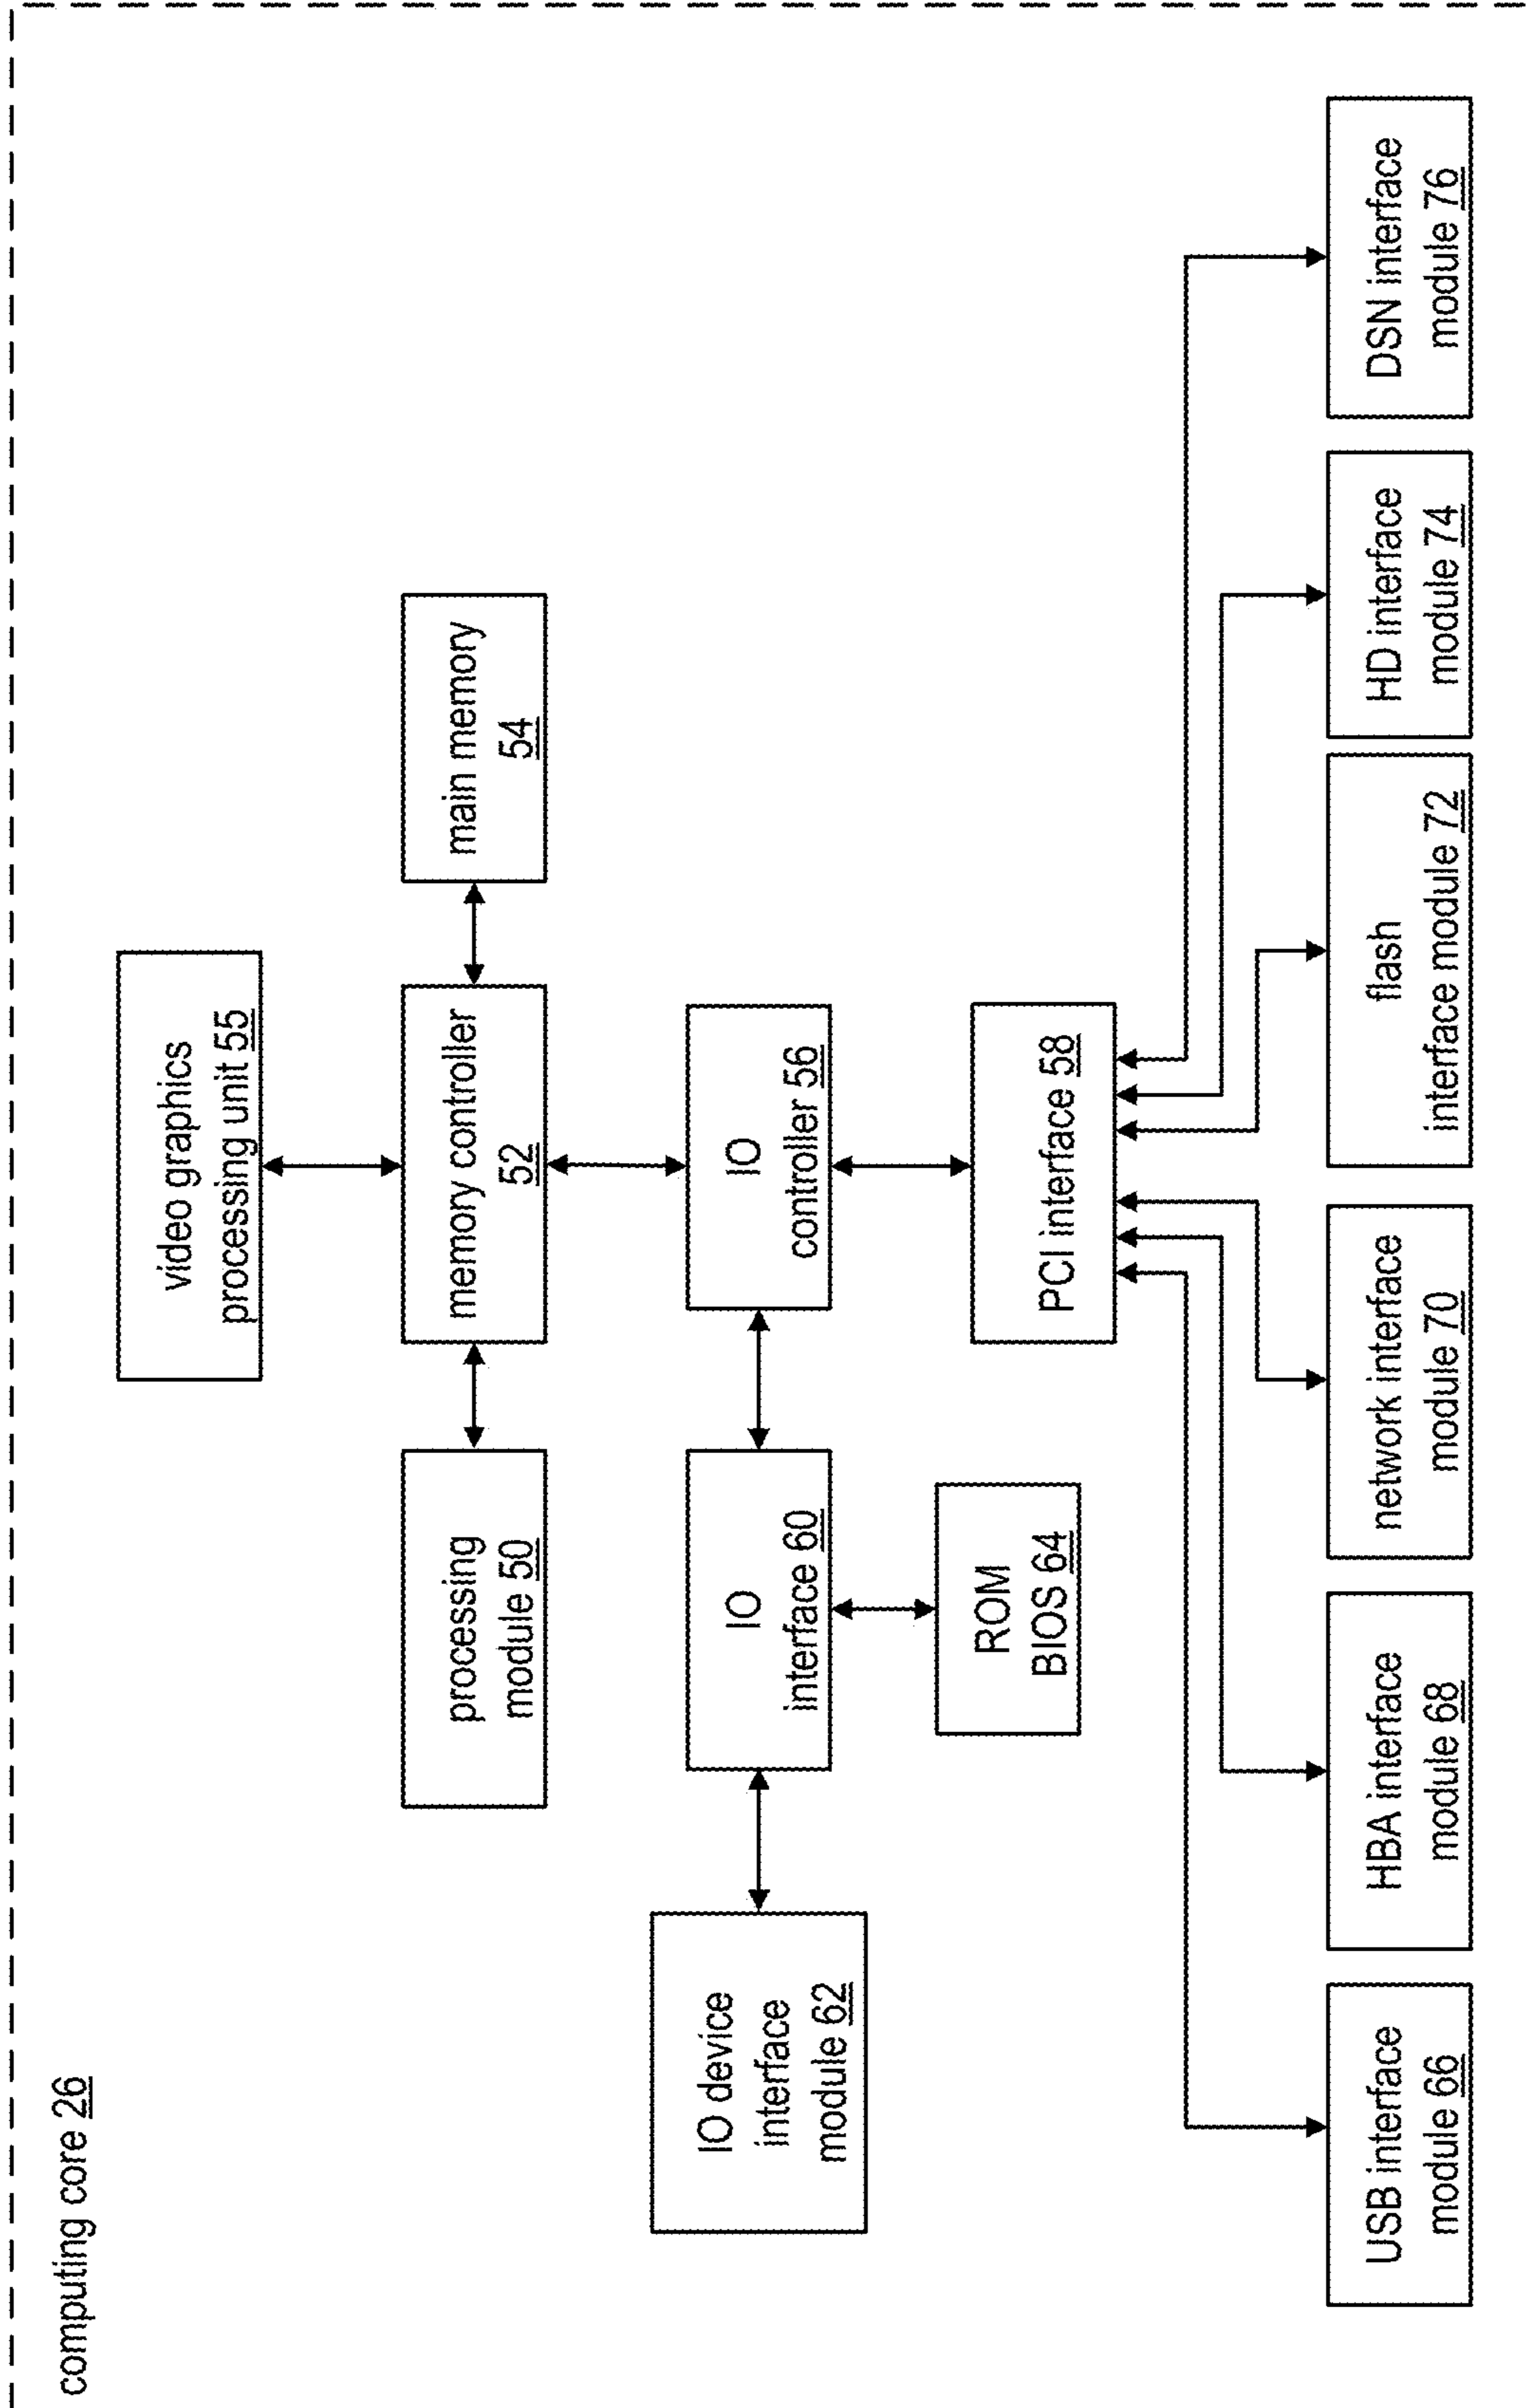 computing core 26
video graphics
processing unit 55
processing
module 50
memory controller
52
main memory
54
IO device
interface
module 62
IO
interface 60
IO
controller 56
ROM
BIOS 64
PCI interface 58
USB interface
module 66
HBA interface
module 68
network interface
module 70
flash
interface module 72
HD interface
module 74
DSN interface
module 76